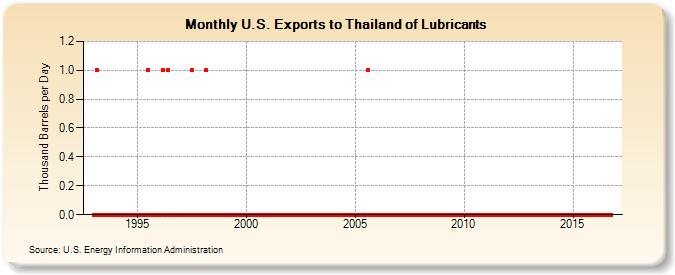 Monthly U.S. Exports to Thailand of Lubricants
Thousand Barrels per Day
1.2
1.0
0.8
0.6
0.4
0.2
0.0
1995 2000 2005 2010 2015
Source: U.S. Energy Information Administration